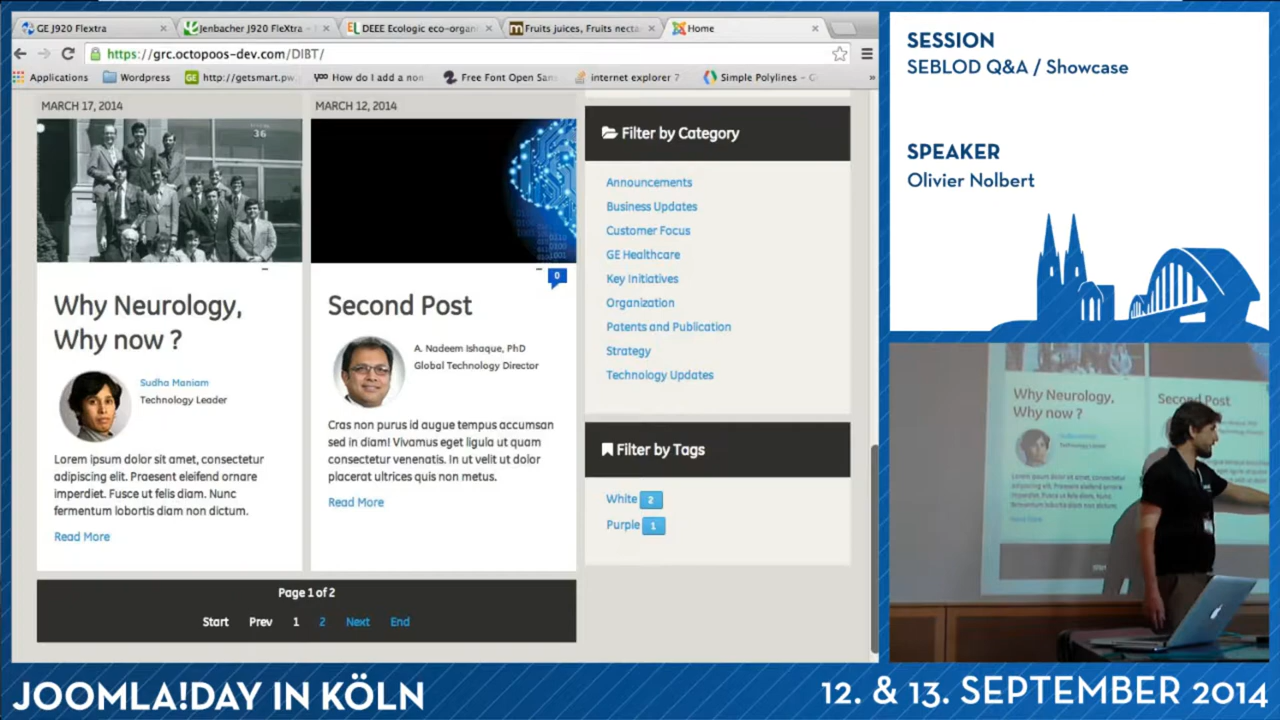 GE J920 Flextra
Jenbacher J920 FleXtra -
DEEE Ecologic eco-organi
Fruits juices, Fruits necta
Home
https://grc.octopoos-dev.com/DIBT/
Applications
Wordpress
http://getsmart.pw
How do I add a non
Free Font Open Sans
internet explorer 7
Simple Polylines - G
»
MARCH 17, 2014
MARCH 12, 2014
36
0
Why Neurology,
Why now ?
Sudha Maniam
Technology Leader
Lorem ipsum dolor sit amet, consectetur
adipiscing elit. Praesent eleifend ornare
imperdiet. Fusce ut felis diam. Nunc
fermentum lobortis diam non dictum.
Read More
Second Post
A. Nadeem Ishaque, PhD
Global Technology Director
Cras non purus id augue tempus accumsan
sed in diam! Vivamus eget ligula ut quam
consectetur venenatis. In ut velit ut dolor
placerat ultrices quis non metus.
Read More
Page 1 of 2
Start Prev 1 2 Next End
Filter by Category
Announcements
Business Updates
Customer Focus
GE Healthcare
Key Initiatives
Organization
Patents and Publication
Strategy
Technology Updates
Filter by Tags
White 2
Purple 1
SESSION
SEBLOD Q&A / Showcase
SPEAKER
Olivier Nolbert
Why Neurology,
Why now ?
Second Post
JOOMLA!DAY IN KÖLN
12. & 13. SEPTEMBER 2014